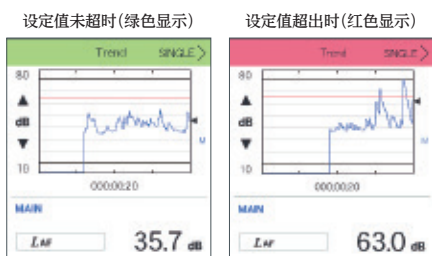 设定值未超时(绿色显示)
Trend SINGLE
80
dB
M
10
000:00:20
MAIN
LAF 35.7 dB
设定值超出时(红色显示)
Trend SINGLE
80
dB
M
10
000:00:20
MAIN
LAF 63.0 dB